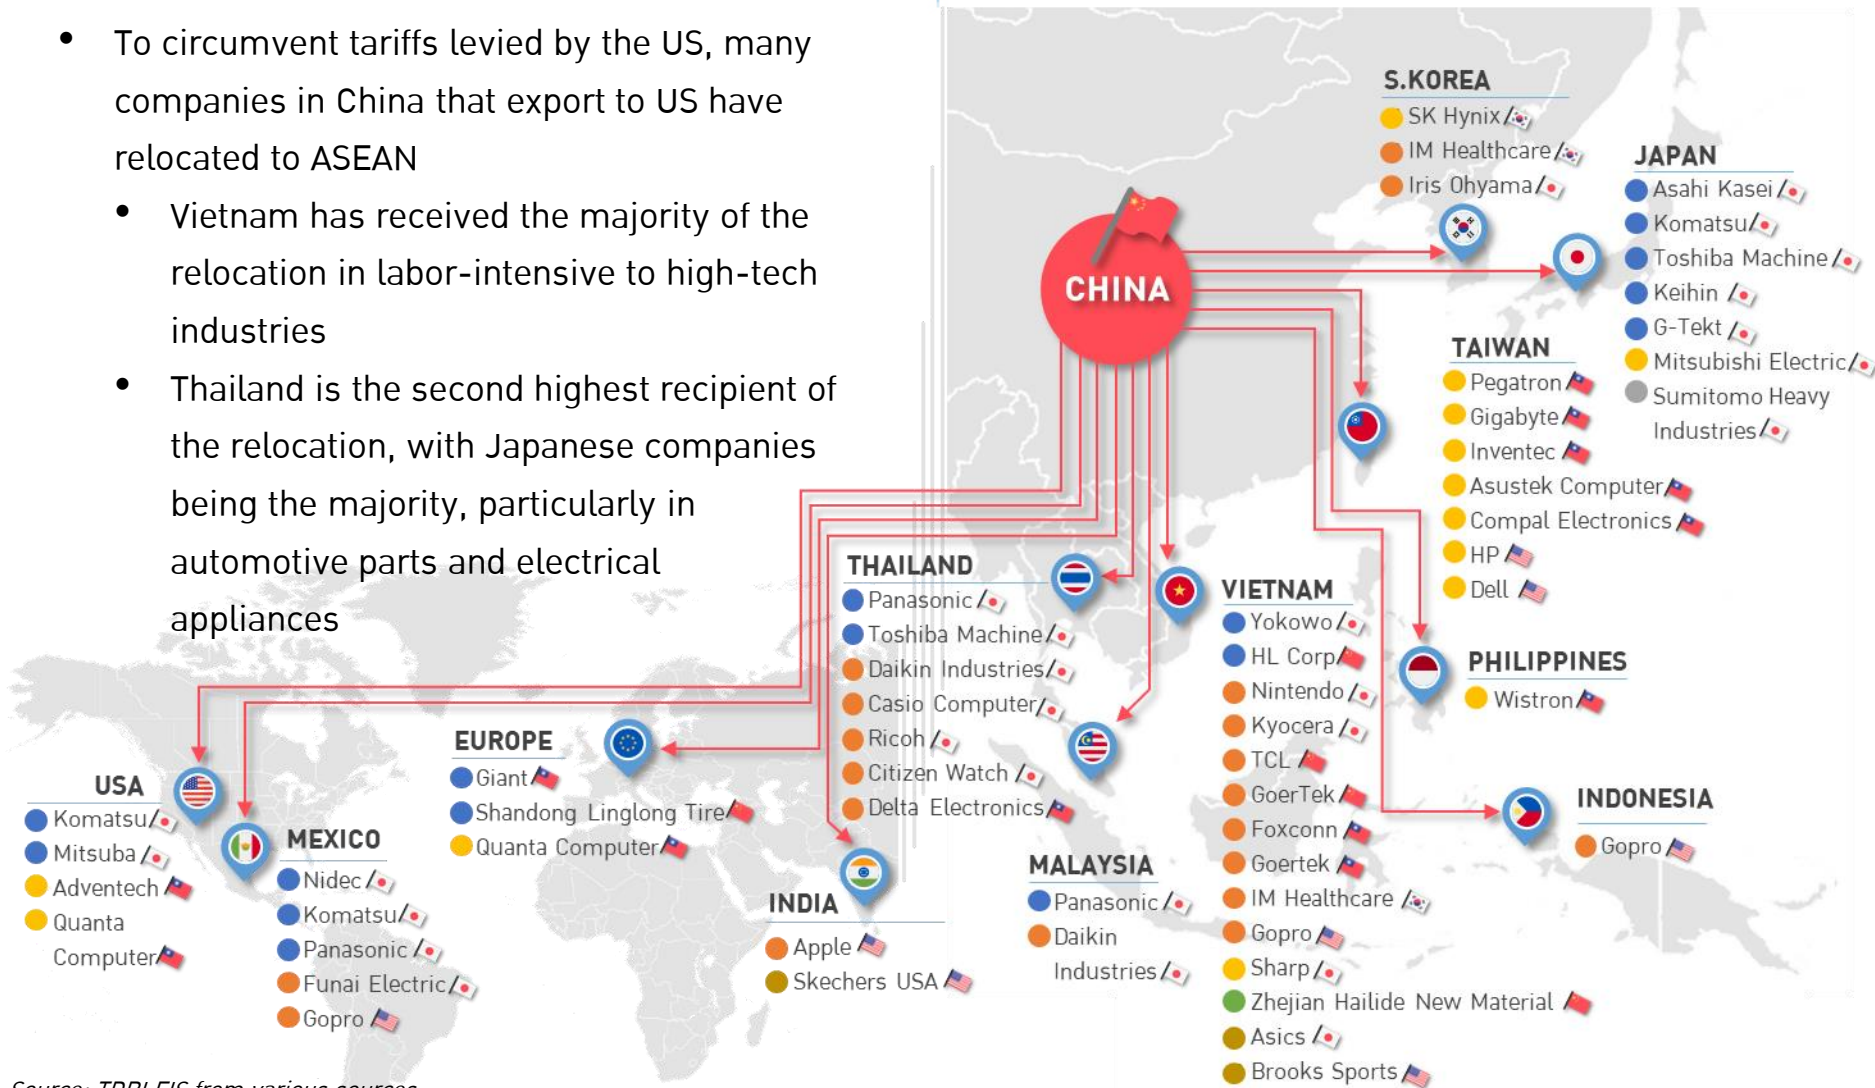 • To circumvent tariffs levied by the US, many
companies in China that export to US have
relocated to ASEAN
• Vietnam has received the majority of the
relocation in labor-intensive to high-tech
industries
• Thailand is the second highest recipient of
the relocation, with Japanese companies
being the majority, particularly in
automotive parts and electrical
appliances
CHINA
S.KOREA
SK Hynix
IM Healthcare
Iris Ohyama
JAPAN
Asahi Kasei
Komatsu
Toshiba Machine
Keihin
G-Tekt
Mitsubishi Electric
Sumitomo Heavy
Industries
TAIWAN
Pegatron
Gigabyte
Inventec
Asustek Computer
Compal Electronics
HP
Dell
THAILAND
Panasonic
Toshiba Machine
Daikin Industries
Casio Computer
Ricoh
Citizen Watch
Delta Electronics
VIETNAM
Yokowo
HL Corp
Nintendo
Kyocera
TCL
GoerTek
Foxconn
Goertek
IM Healthcare
Gopro
Sharp
Zhejian Hailide New Material
Asics
Brooks Sports
PHILIPPINES
Wistron
INDONESIA
Gopro
MALAYSIA
Panasonic
Daikin
Industries
INDIA
Apple
Skechers USA
EUROPE
Giant
Shandong Linglong Tire
Quanta Computer
USA
Komatsu
Mitsuba
Adventech
Quanta
Computer
MEXICO
Nidec
Komatsu
Panasonic
Funai Electric
Gopro
from various sources